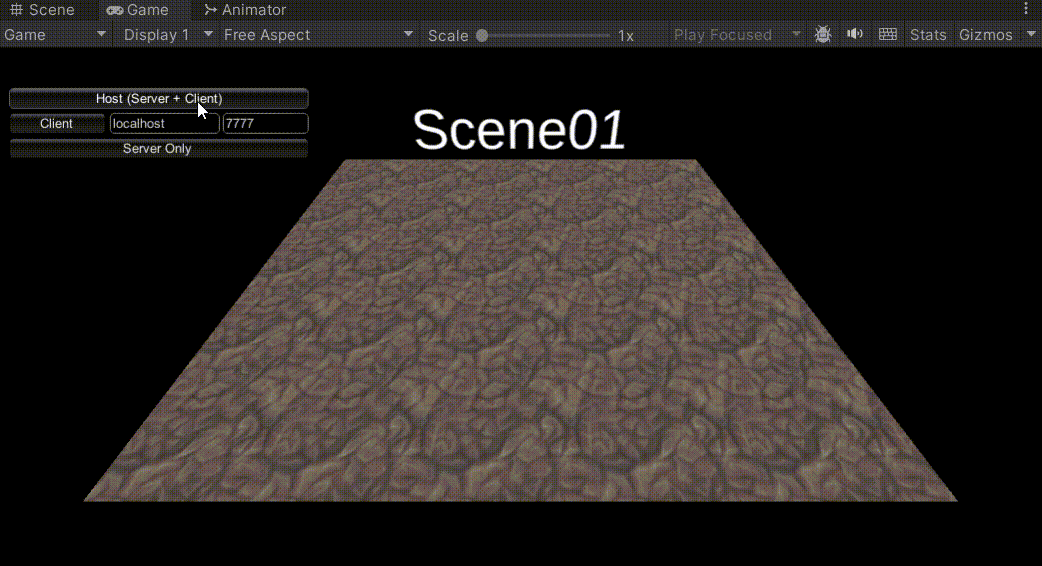 Scene Game Animator
Game Display 1 Free Aspect Scale 1x Play Focused Stats Gizmos
Host (Server + Client)
Client localhost 7777
Server Only
Scene01